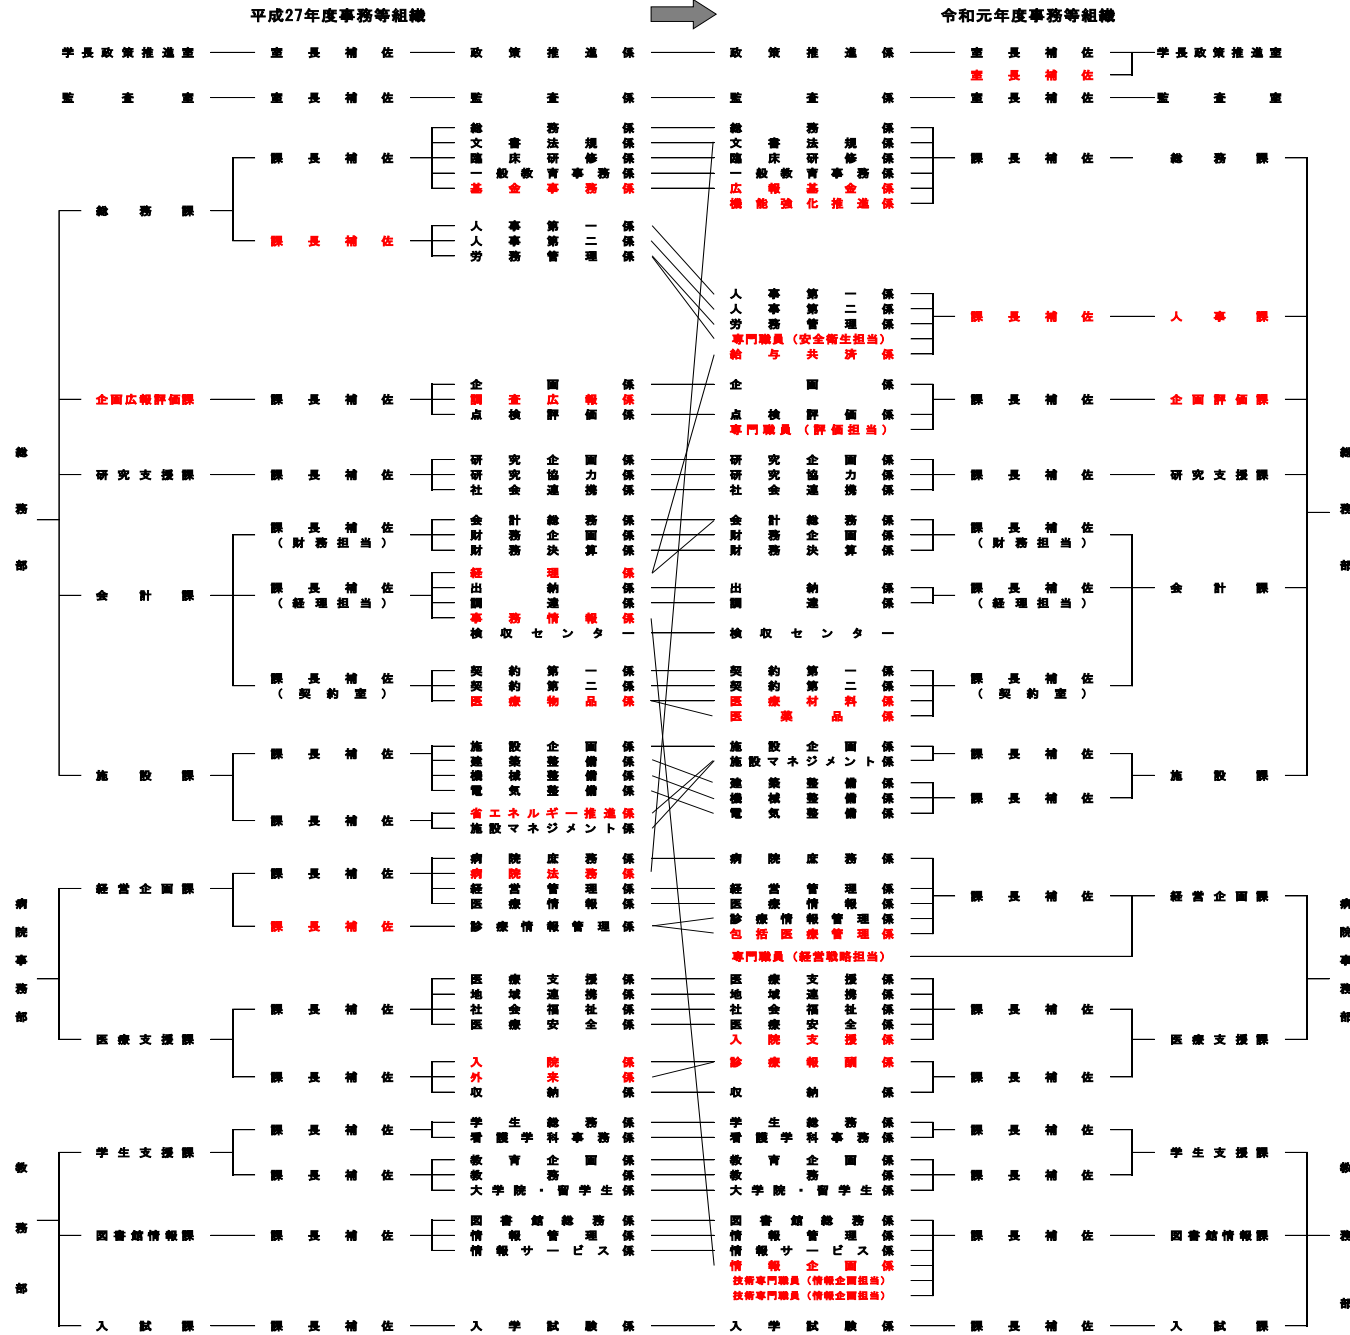 平成27年度事務等組織 令和元年度事務等組織
学長政策推進室 室長補佐 政策推進係 政策推進係 室長補佐 学長政策推進室
室長補佐
監査室 室長補佐 監査係 監査係 室長補佐 監査室
総務係 総務係
文書法規係 文書法規係
課長補佐 臨床研修係 臨床研修係 課長補佐 総務課
一般教育事務係 一般教育事務係
基金事務係 広報基金係
機能強化推進係
総務課
人事第一係
課長補佐 人事第二係
労務管理係
人事第一係
人事第二係
課長補佐 人事課
労務管理係
専門職員(安全衛生担当)
給与共済係
企画係 企画係
企画広報評価課 課長補佐 調査広報係 課長補佐 企画評価課
点検評価係 点検評価係
専門職員(評価担当)
総務部 総務部
研究企画係 研究企画係
研究支援課 課長補佐 研究協力係 研究協力係 課長補佐 研究支援課
社会連携係 社会連携係
会計総務係 会計総務係
課長補佐 課長補佐
(財務担当) 財務企画係 財務企画係 (財務担当)
財務決算係 財務決算係
経理係
課長補佐 出納係 出納係 課長補佐
会計課 会計課
(経理担当) 調達係 調達係 (経理担当)
事務情報係
検収センター 検収センター
契約第一係 契約第一係
課長補佐 課長補佐
(契約室) 契約第二係 契約第二係 (契約室)
医療物品係 医療材料係
医薬品係
施設企画係 施設企画係
課長補佐 課長補佐
建築整備係 施設マネジメント係
機械整備係 建築整備係
施設課 施設課
電気整備係 機械整備係
課長補佐
省エネルギー推進係 電気整備係
課長補佐
施設マネジメント係
病院庶務係 病院庶務係
課長補佐 病院法務係
経営企画課 経営管理係 経営管理係 課長補佐 経営企画課
医療情報係 医療情報係
課長補佐 診療情報管理係 診療情報管理係
包括医療管理係
専門職員(経営戦略担当)
病院事務部 病院事務部
医療支援係 医療支援係
地域連携係 地域連携係
課長補佐 社会福祉係 社会福祉係 課長補佐
医療安全係 医療安全係
医療支援課 入院支援係 医療支援課
入院係 診療報酬係
課長補佐 外来係 課長補佐
収納係 収納係
学生総務係 学生総務係
課長補佐 課長補佐
看護学科事務係 看護学科事務係
学生支援課 学生支援課
教育企画係 教育企画係
課長補佐 教務係 教務係 課長補佐
大学院・留学生係 大学院・留学生係
教務部 教務部
図書館総務係 図書館総務係
図書館情報課 課長補佐 情報管理係 情報管理係 課長補佐 図書館情報課
情報サービス係 情報サービス係
情報企画係
技術専門職員(情報企画担当)
技術専門職員(情報企画担当)
入試課 課長補佐 入学試験係 入学試験係 課長補佐 入試課